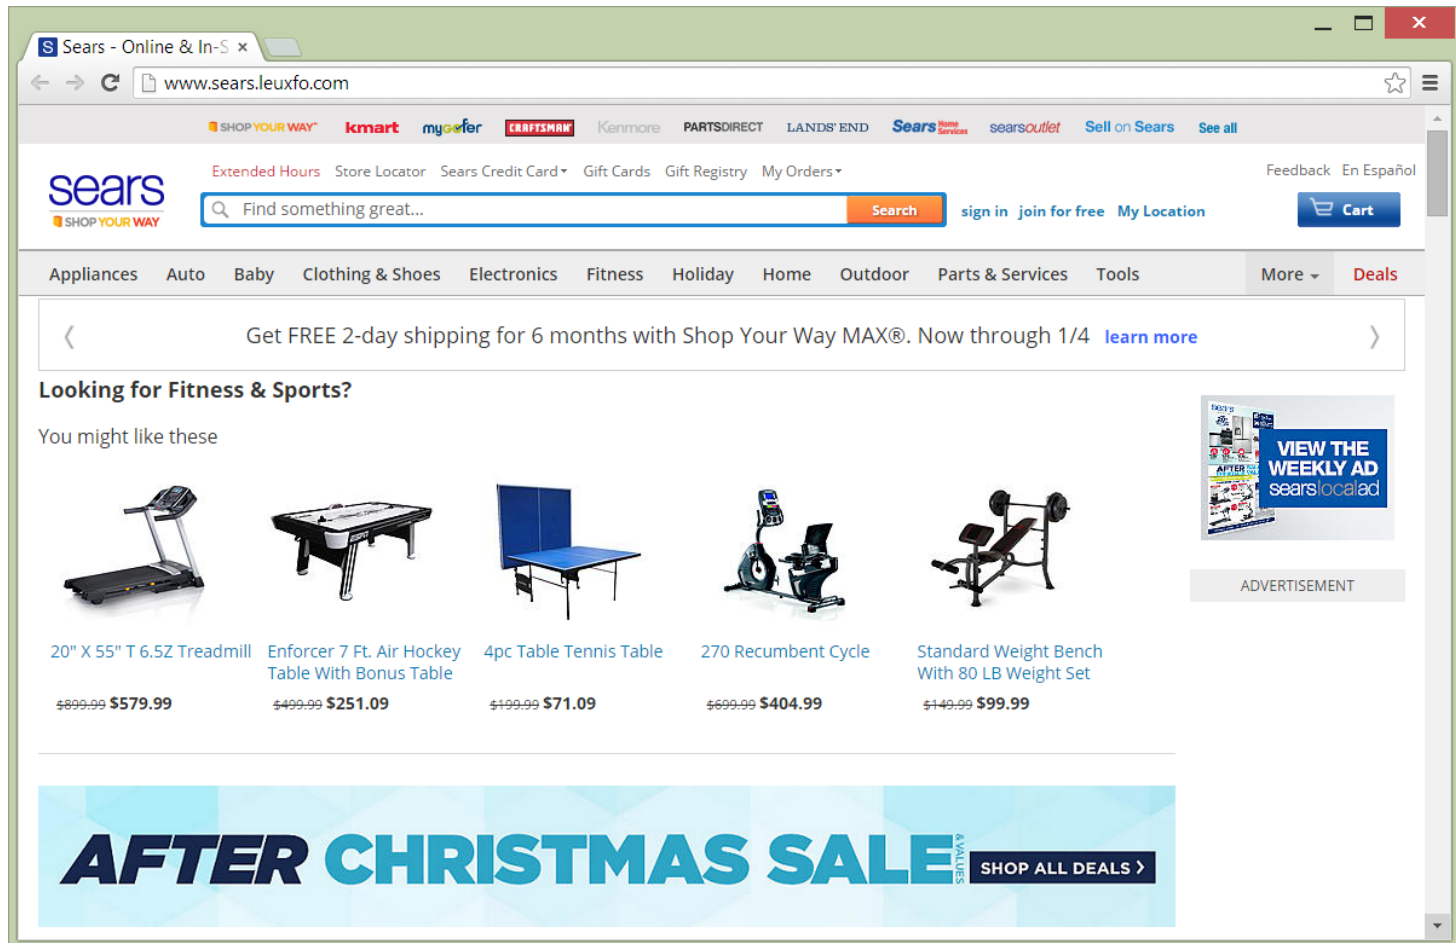 Sears - Online & In-S
www.sears.leuxfo.com
SHOP YOUR WAY kmart mygofer CRAFTSMAN Kenmore PARTSDIRECT LANDS' END Sears Home Services searsoutlet Sell on Sears See all
Extended Hours Store Locator Sears Credit Card Gift Cards Gift Registry My Orders Feedback En Español
sears
SHOP YOUR WAY
Find something great... Search sign in join for free My Location Cart
Appliances Auto Baby Clothing & Shoes Electronics Fitness Holiday Home Outdoor Parts & Services Tools More Deals
Get FREE 2-day shipping for 6 months with Shop Your Way MAX®. Now through 1/4 learn more
Looking for Fitness & Sports?
You might like these
sears
AFTER
VIEW THE
WEEKLY AD
searslocalad
ADVERTISEMENT
20" X 55" T 6.5Z Treadmill
$899.99 $579.99
Enforcer 7 Ft. Air Hockey
Table With Bonus Table
$499.99 $251.09
4pc Table Tennis Table
$199.99 $71.09
270 Recumbent Cycle
$699.99 $404.99
Standard Weight Bench
With 80 LB Weight Set
$149.99 $99.99
AFTER CHRISTMAS SALE & VALUES SHOP ALL DEALS >